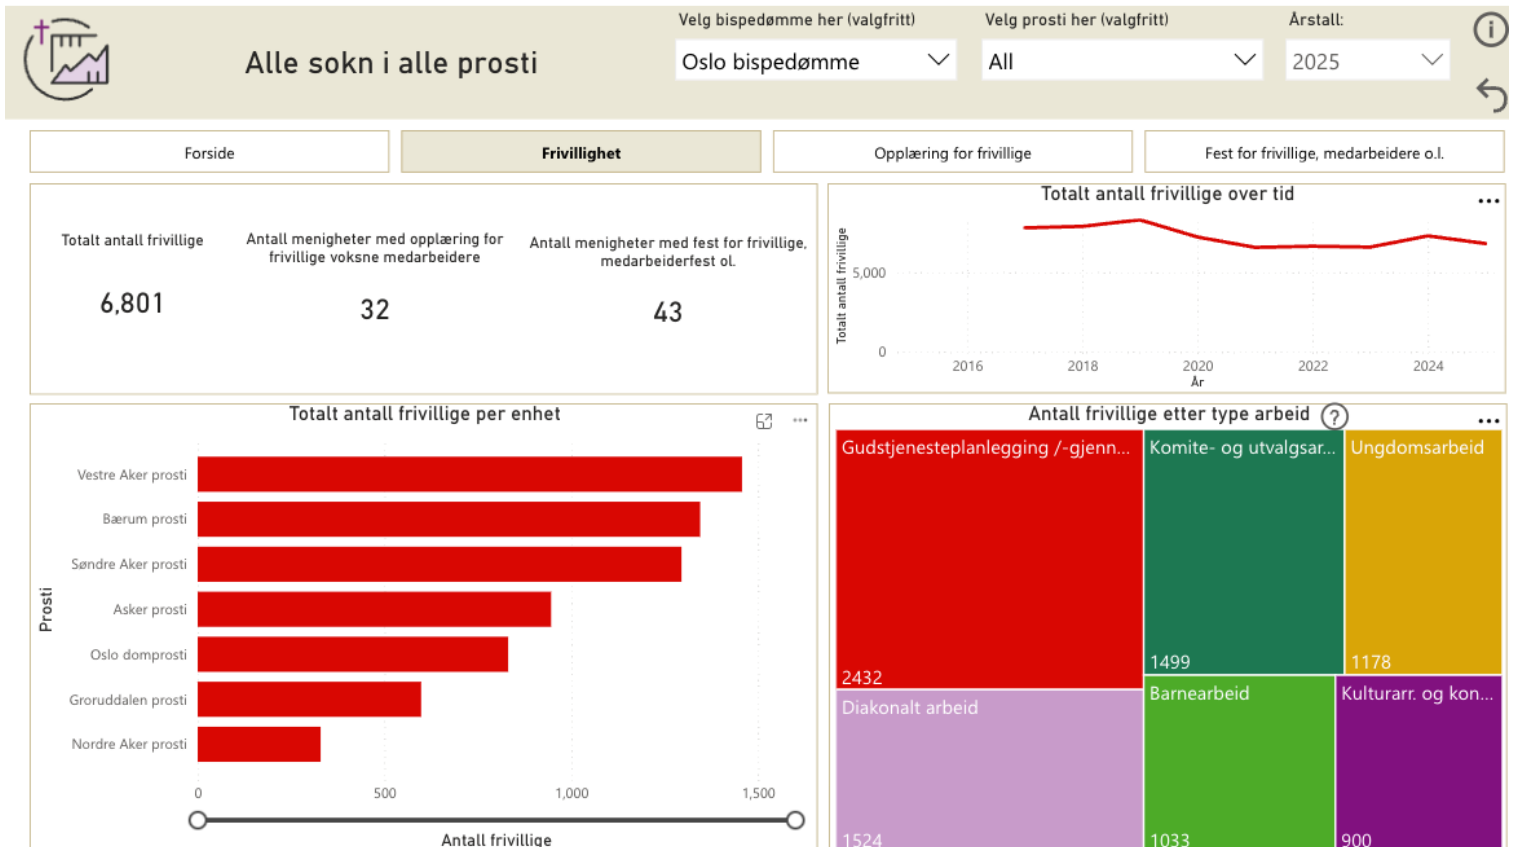 Alle sokn i alle prosti
Velg bispedømme her (valgfritt)
Oslo bispedømme
Velg prosti her (valgfritt)
All
Årstall:
2025
Forside
Frivillighet
Opplæring for frivillige
Fest for frivillige, medarbeidere o.l.
Totalt antall frivillige
6,801
Antall menigheter med opplæring for
frivillige voksne medarbeidere
32
Antall menigheter med fest for frivillige,
medarbeiderfest ol.
43
Totalt antall frivillige over tid
Totalt antall frivillige
5,000
0
2016
2018
2020
2022
2024
År
Totalt antall frivillige per enhet
Prosti
Vestre Aker prosti
Bærum prosti
Søndre Aker prosti
Asker prosti
Oslo domprosti
Groruddalen prosti
Nordre Aker prosti
0
500
1,000
1,500
Antall frivillige
Antall frivillige etter type arbeid
?
Gudstjenesteplanlegging /-gjenn...
2432
Komite- og utvalgsar...
1499
Ungdomsarbeid
1178
Diakonalt arbeid
1524
Barnearbeid
1033
Kulturarr. og kon...
900